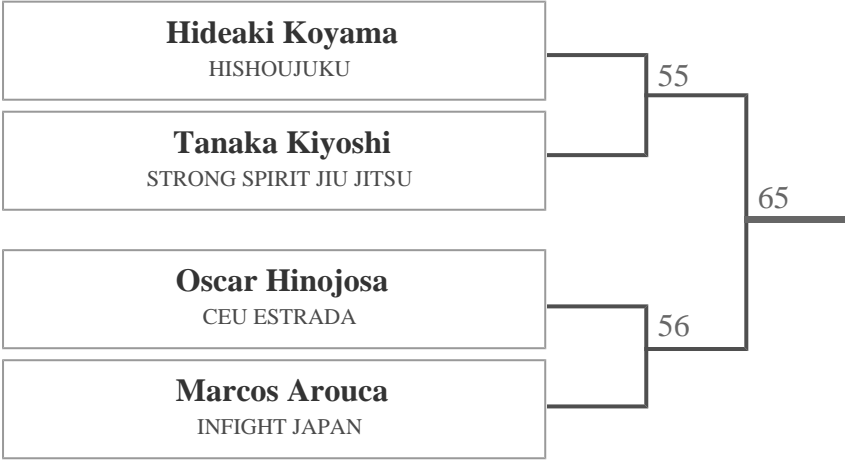 Hideaki Koyama
HISHOUJUKU
55
Tanaka Kiyoshi
STRONG SPIRIT JIU JITSU
65
Oscar Hinojosa
CEU ESTRADA
56
Marcos Arouca
INFIGHT JAPAN